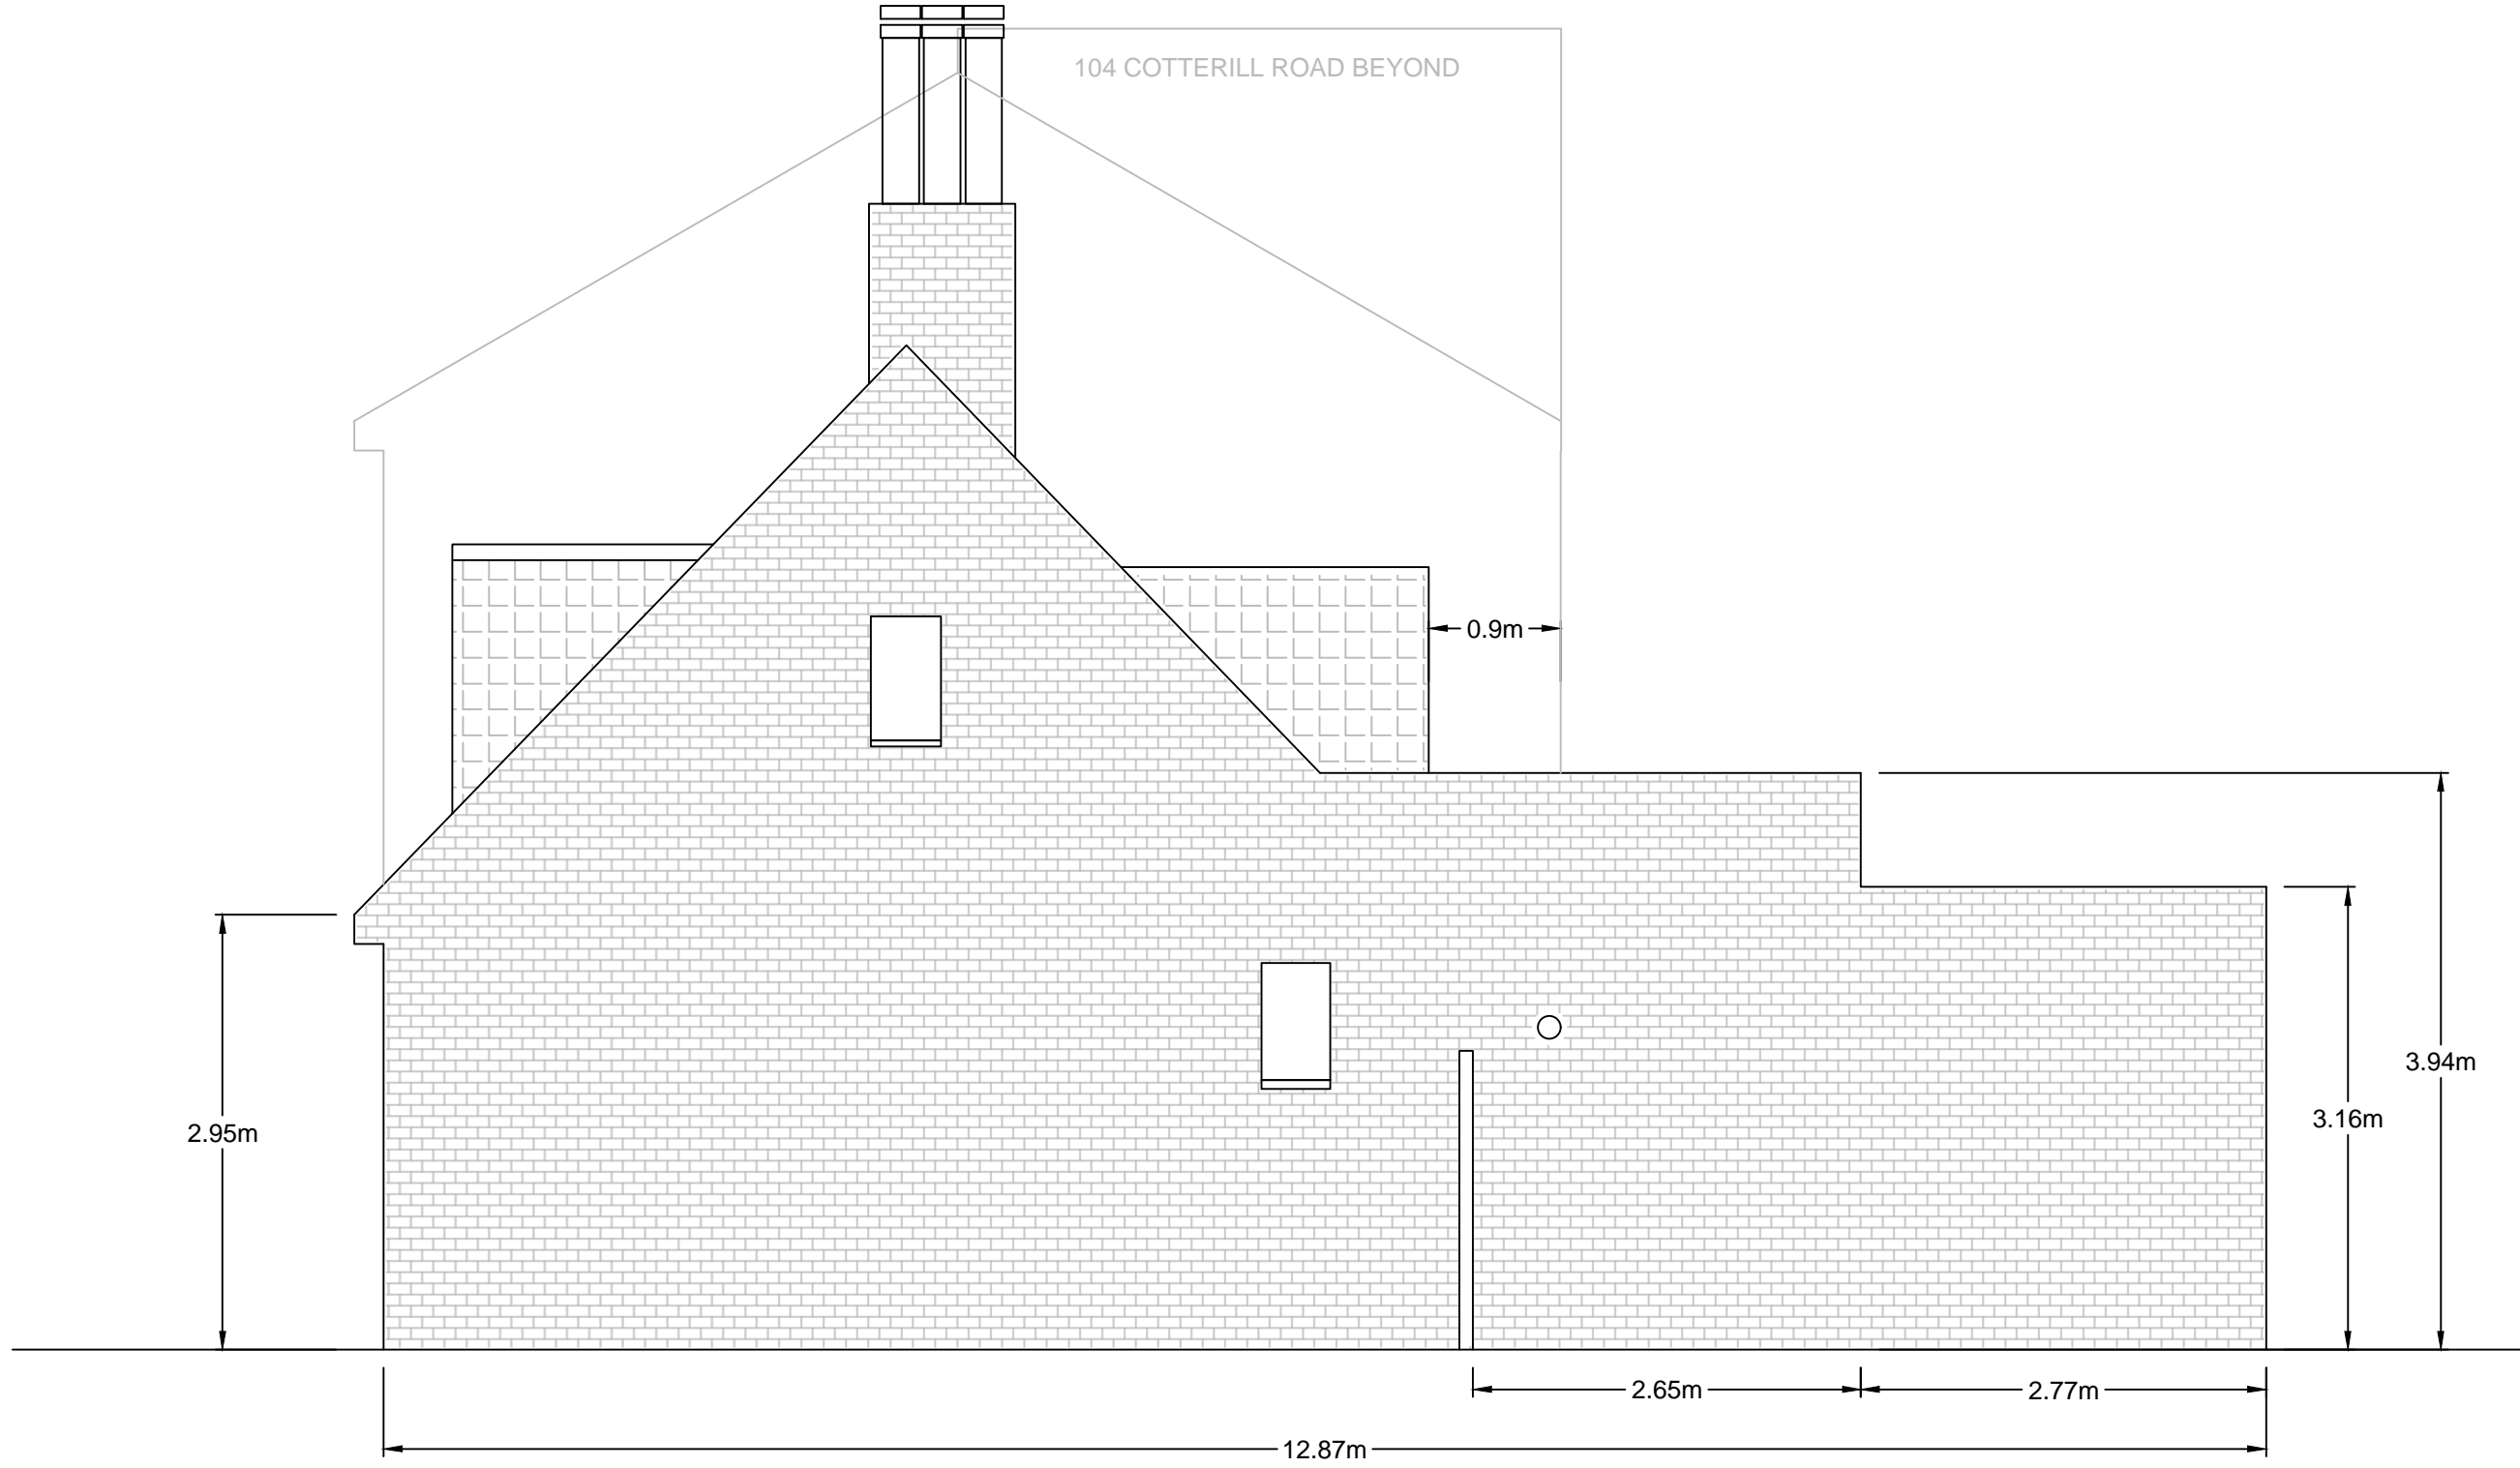 104 COTTERILL ROAD BEYOND
0.9m
3.94m
3.16m
2.95m
2.65m
2.77m
12.87m